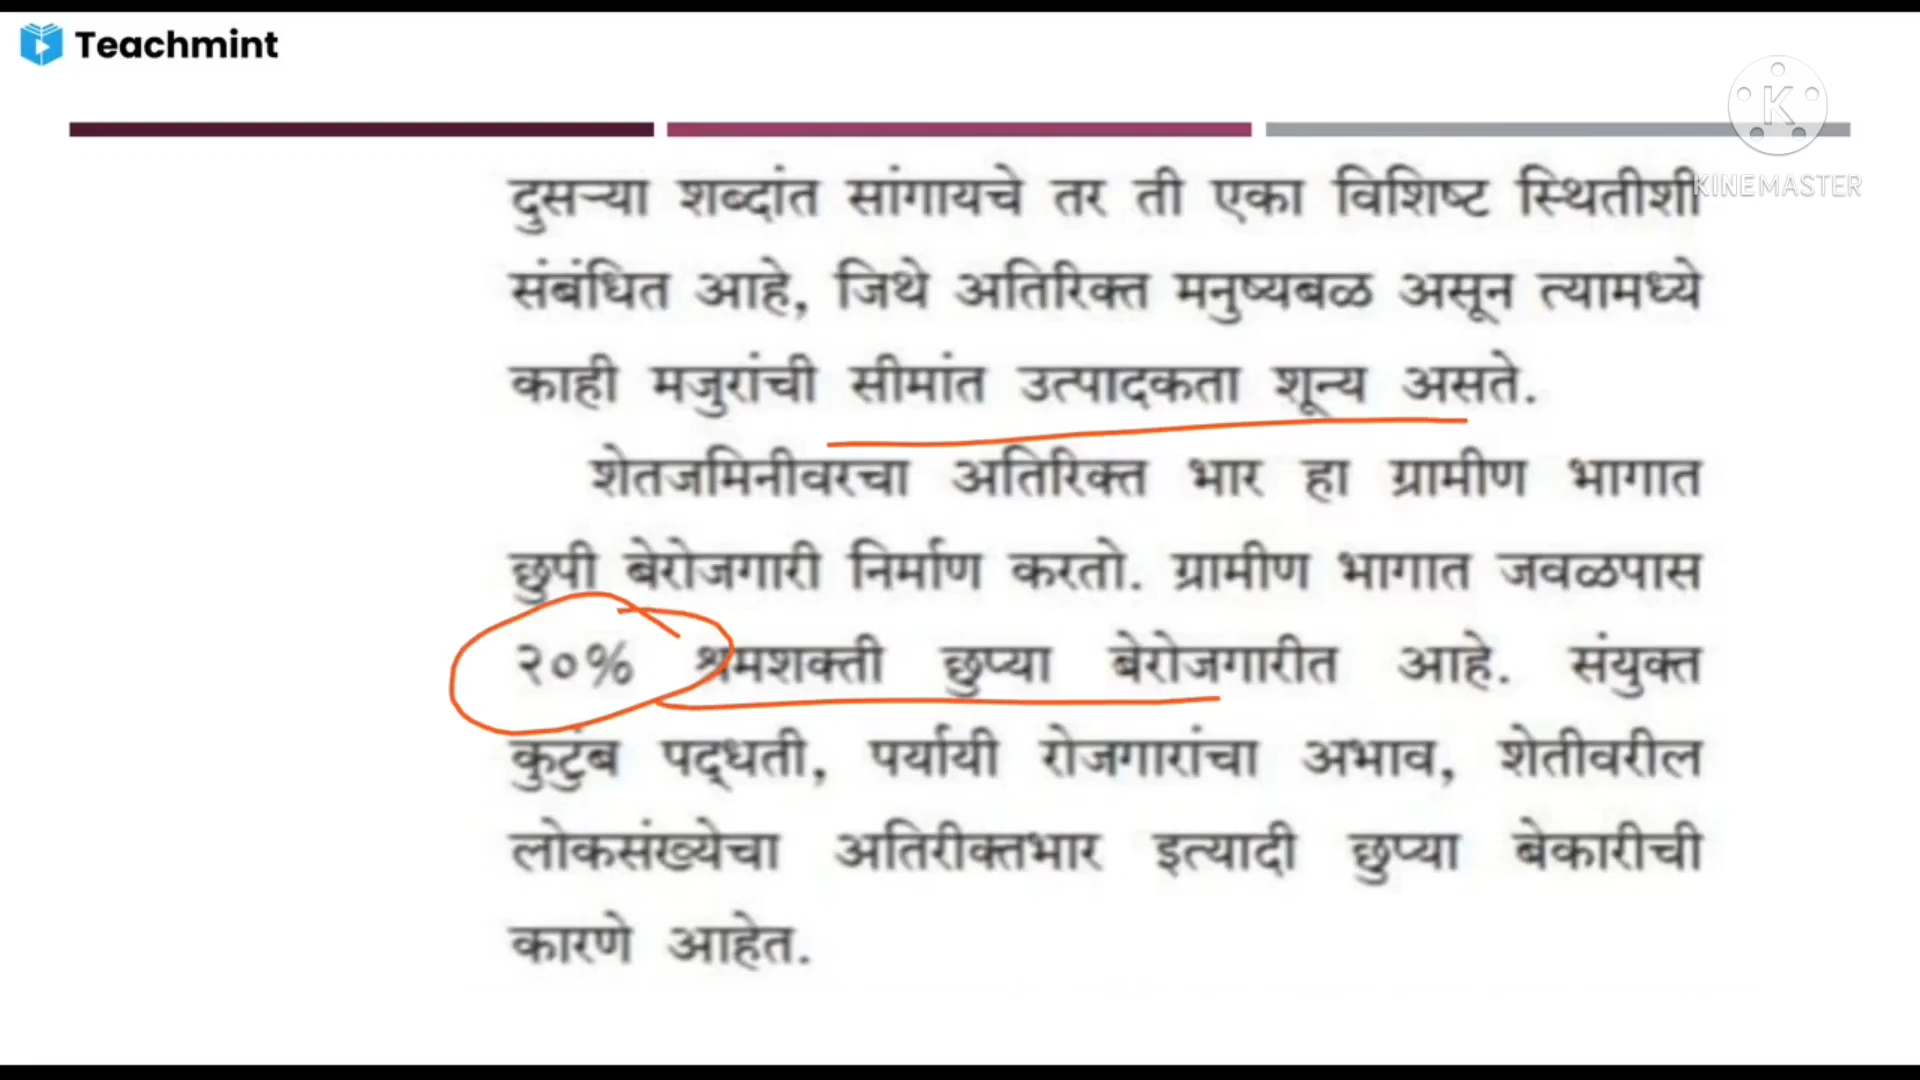 Teachmint
KINEMASTER
दुसऱ्या शब्दांत सांगायचे तर ती एका विशिष्ट स्थितीशी
संबंधित आहे, जिथे अतिरिक्त मनुष्यबळ असून त्यामध्ये
काही मजुरांची सीमांत उत्पादकता शून्य असते.
शेतजमिनीवरचा अतिरिक्त भार हा ग्रामीण भागात
छुपी बेरोजगारी निर्माण करतो. ग्रामीण भागात जवळपास
२०% श्रमशक्ती छुप्या बेरोजगारीत आहे. संयुक्त
कुटुंब पद्धती, पर्यायी रोजगारांचा अभाव, शेतीवरील
लोकसंख्येचा अतिरीक्तभार इत्यादी छुप्या बेकारीची
कारणे आहेत.